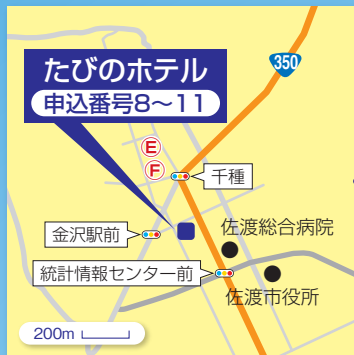 350
たびのホテル
申込番号8〜11
E
F
千種
金沢駅前
佐渡総合病院
統計情報センター前
佐渡市役所
200m